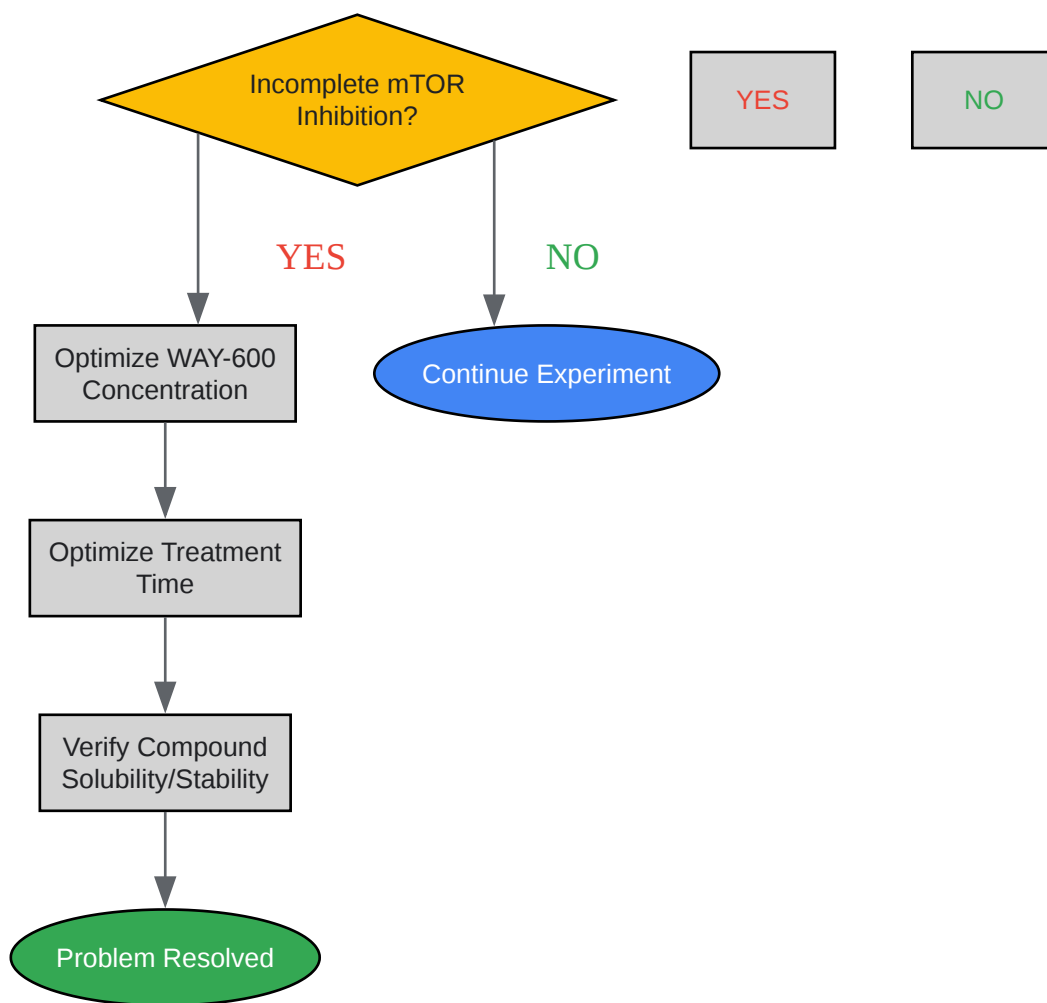 Incomplete mTOR
Inhibition?
YES
NO
YES
NO
Optimize WAY-600
Concentration
Continue Experiment
Optimize Treatment
Time
Verify Compound
Solubility/Stability
Problem Resolved